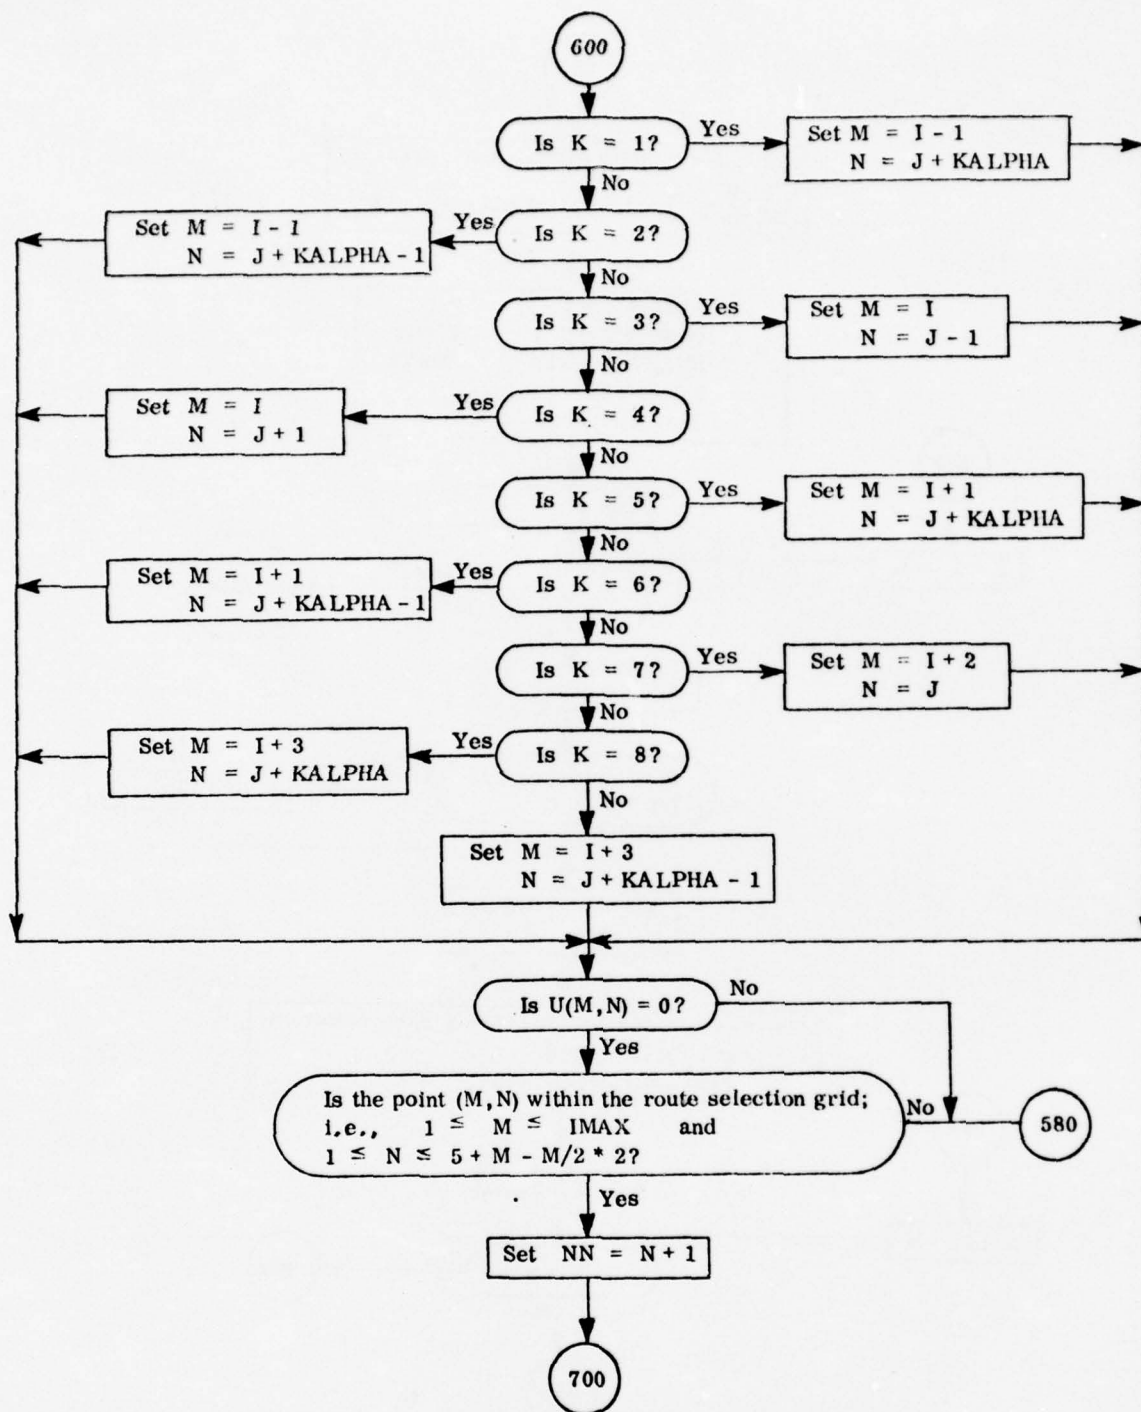 600
Is K = 1?
Yes
Set M = I - 1
N = J + KALPHA
No
Set M = I - 1
N = J + KALPHA - 1
Yes
Is K = 2?
No
Is K = 3?
Yes
Set M = I
N = J - 1
No
Set M = I
N = J + 1
Yes
Is K = 4?
No
Is K = 5?
Yes
Set M = I + 1
N = J + KALPHA
No
Set M = I + 1
N = J + KALPHA - 1
Yes
Is K = 6?
No
Is K = 7?
Yes
Set M = I + 2
N = J
No
Set M = I + 3
N = J + KALPHA
Yes
Is K = 8?
No
Set M = I + 3
N = J + KALPHA - 1
Is U(M,N) = 0?
No
Yes
Is the point (M,N) within the route selection grid;
i.e., 1 ≤ M ≤ IMAX and
1 ≤ N ≤ 5 + M - M/2 * 2?
No
580
Yes
Set NN = N + 1
700